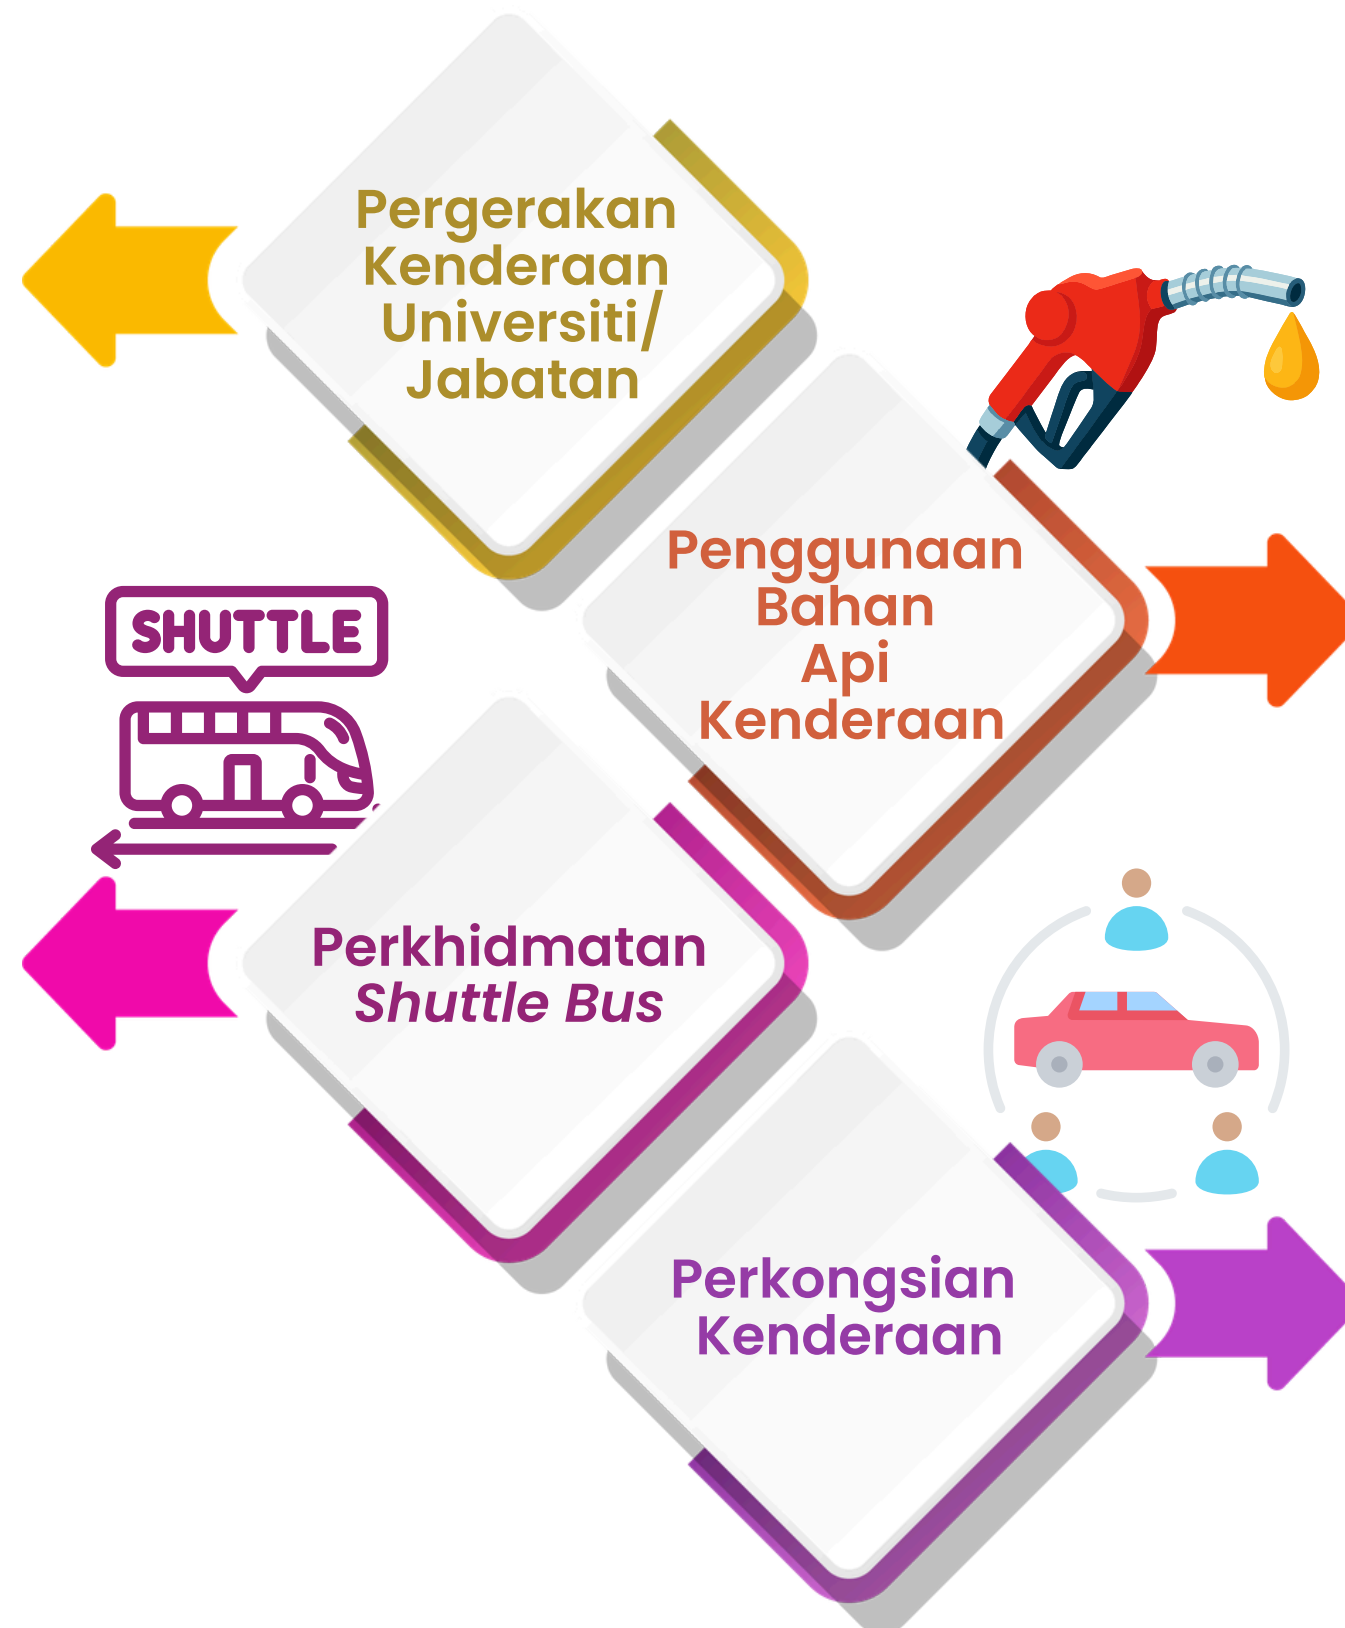 Pergerakan
Kenderaan
Universiti/
Jabatan
Penggunaan
Bahan
Api
Kenderaan
SHUTTLE
Perkhidmatan
Shuttle Bus
Perkongsian
Kenderaan